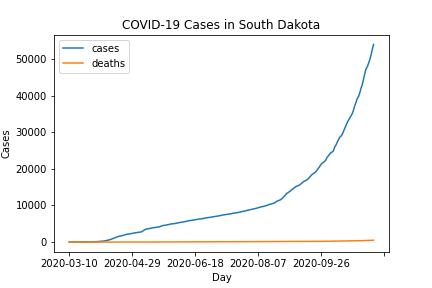 COVID-19 Cases in South Dakota
cases
deaths
50000
40000
30000
20000
10000
0
Cases
2020-03-10 2020-04-29 2020-06-18 2020-08-07 2020-09-26
Day